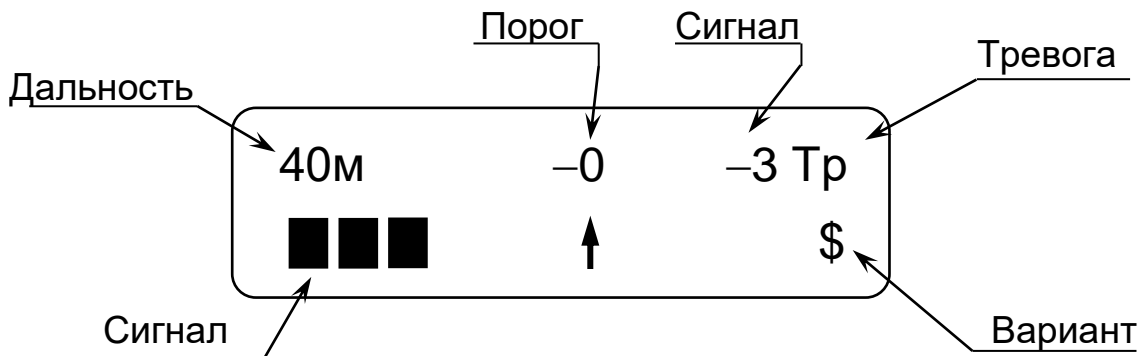 Порог Сигнал
Тревога
Дальность
40м –0 –3 Тр
$
Сигнал Вариант